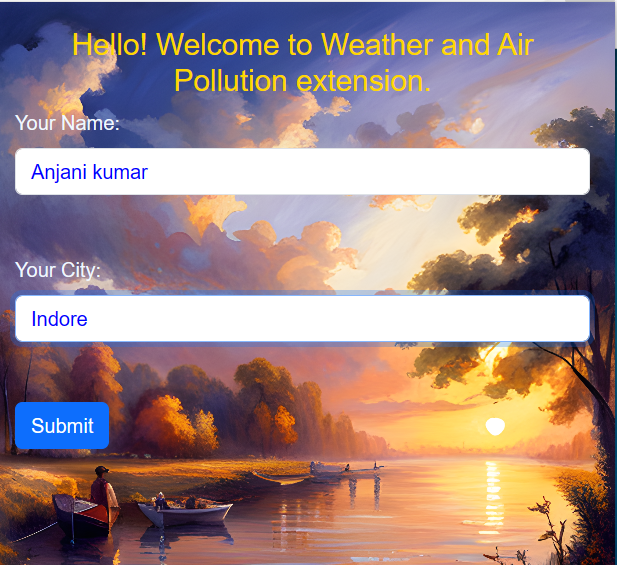 Hello! Welcome to Weather and Air
Pollution extension.
Your Name:
Anjani kumar
Your City:
Indore
Submit